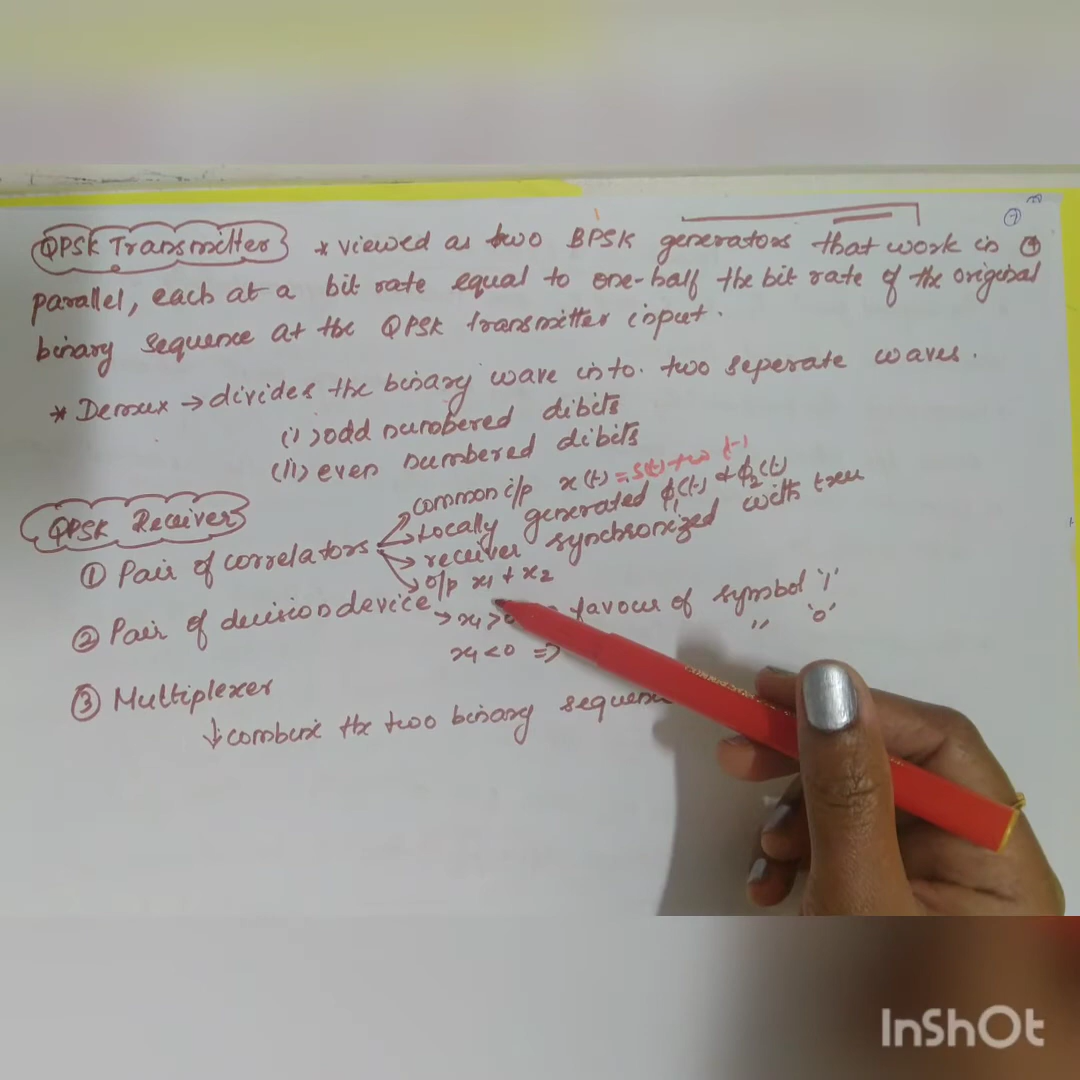 QPSK Transmitter * viewed as two BPSK generators that work in
parallel, each at a bit rate equal to one-half the bit rate of the original
binary sequence at the QPSK transmitter input.
* Demux → divides the binary wave into two seperate waves.
(i) odd numbered dibits
(ii) even numbered dibits
QPSK Receiver
① Pair of correlators
→ common i/p x(t) = s(t) + w(t)
→ Locally generated φ1(t) + φ2(t)
→ receiver synchronized with
→ o/p x1 + x2
② Pair of decision device
→ x1 > 0 favour of symbol '1'
x1 < 0 ⇒ ,, '0'
③ Multiplexer
↓ combine the two binary
InShOt